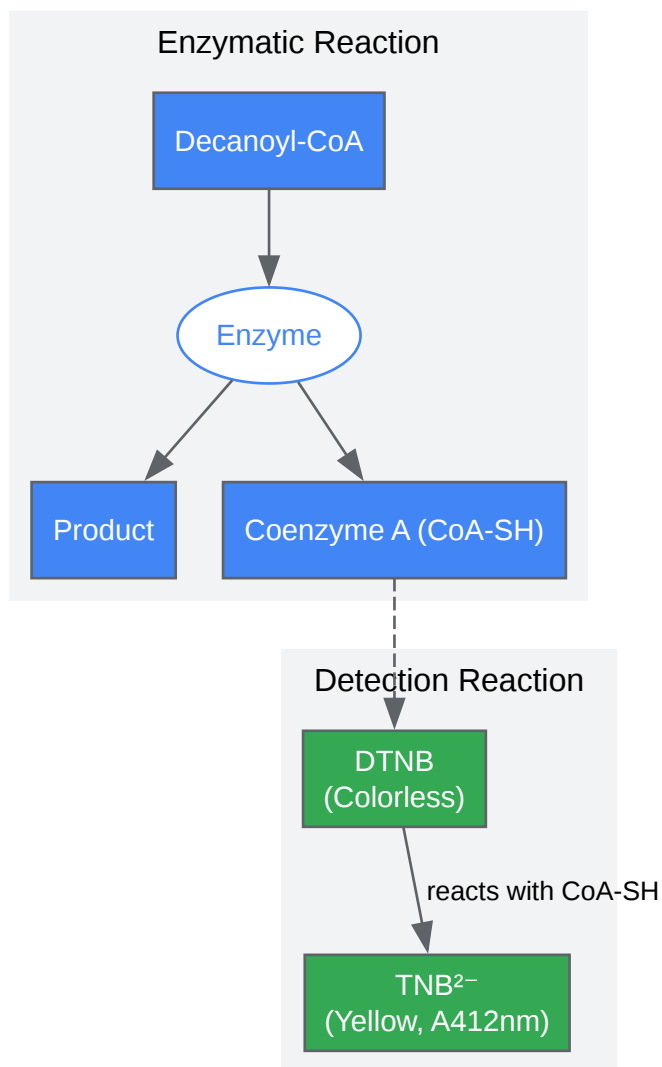 Enzymatic Reaction
Decanoyl-CoA
Enzyme
Product
Coenzyme A (CoA-SH)
Detection Reaction
DTNB
(Colorless)
reacts with CoA-SH
TNB²⁻
(Yellow, A412nm)